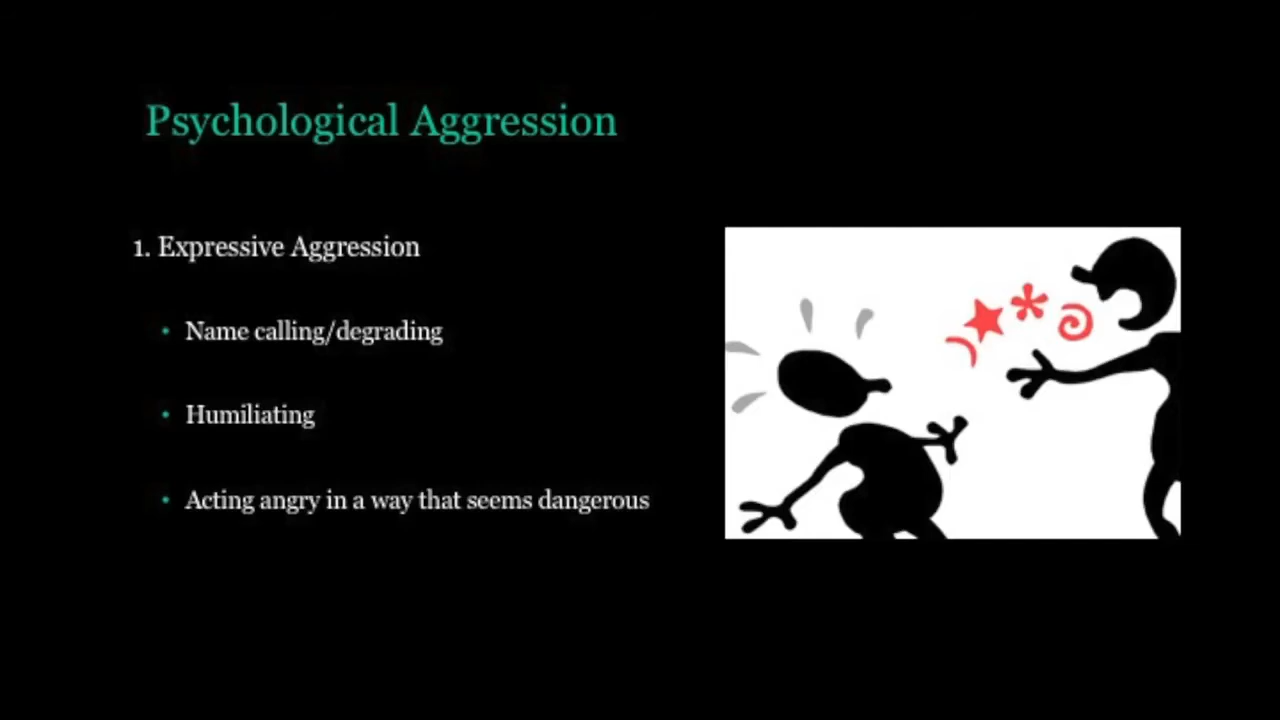 Psychological Aggression
1. Expressive Aggression
• Name calling/degrading
• Humiliating
• Acting angry in a way that seems dangerous